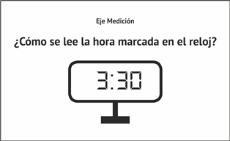 Eje Medición
¿Cómo se lee la hora marcada en el reloj?
3:30